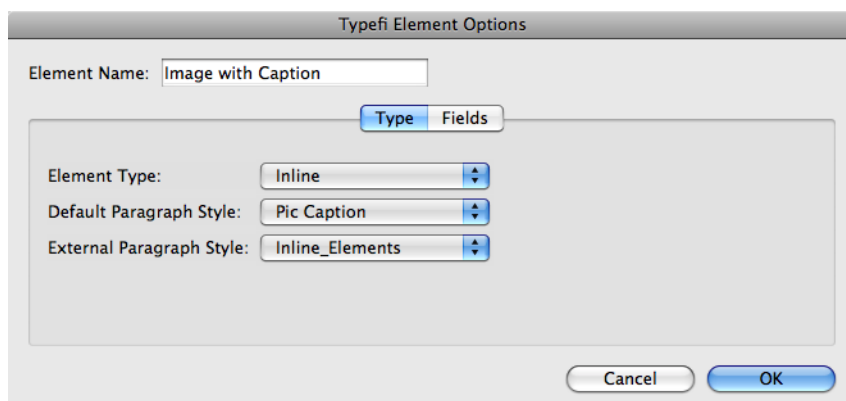 Typefi Element Options
Element Name: Image with Caption
Type Fields
Element Type: Inline
Default Paragraph Style: Pic Caption
External Paragraph Style: Inline_Elements
Cancel OK